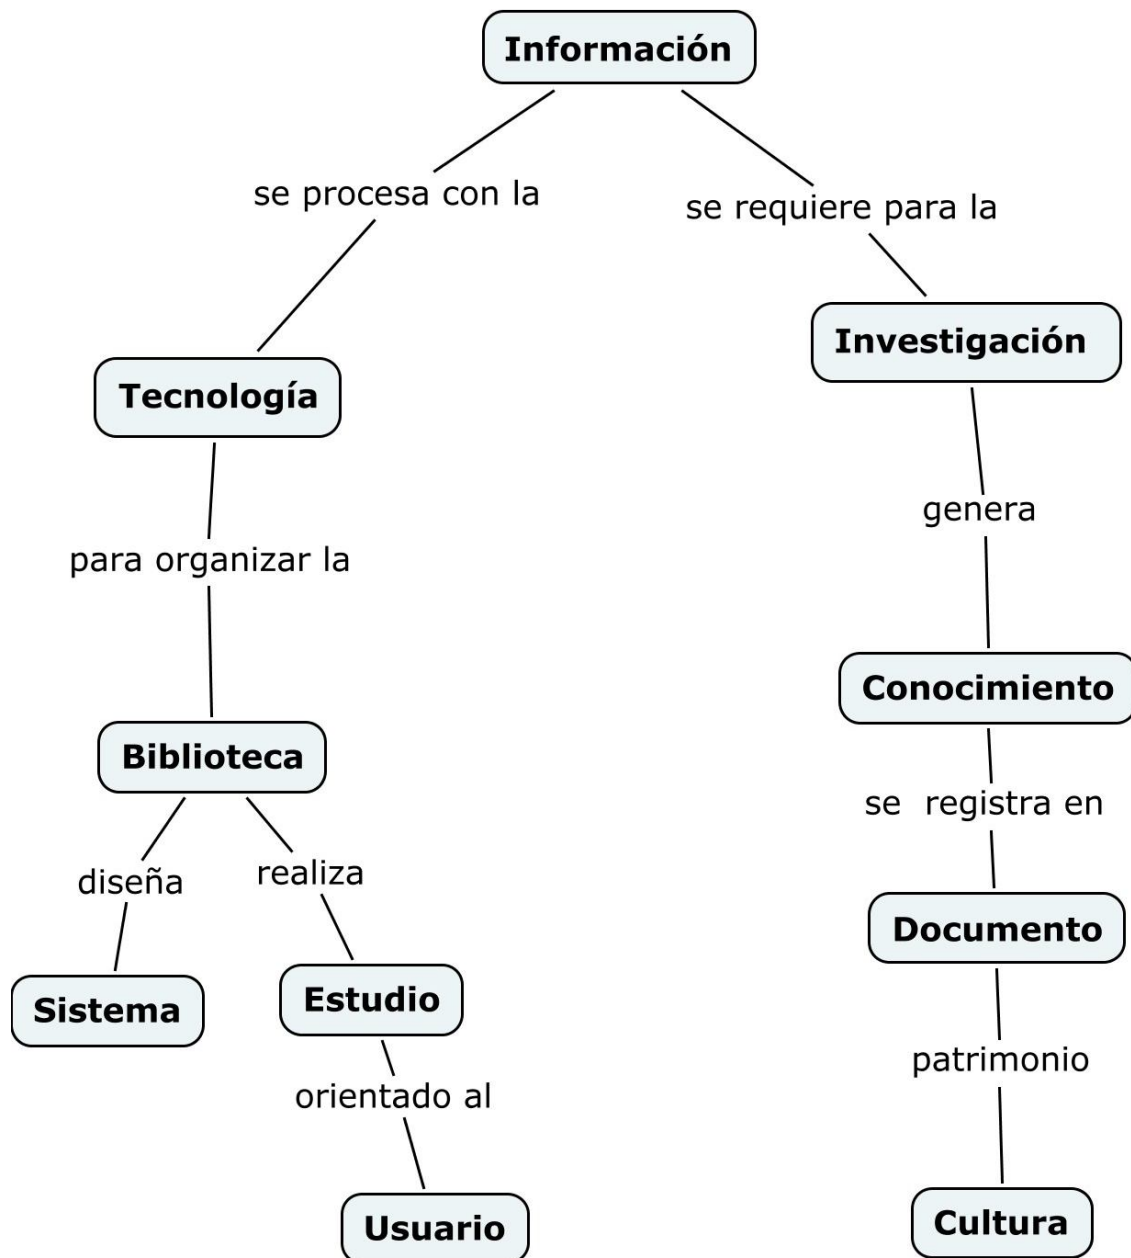 Información
se procesa con la
se requiere para la
Investigación
Tecnología
genera
para organizar la
Conocimiento
Biblioteca
se registra en
diseña
realiza
Documento
Sistema
Estudio
patrimonio
orientado al
Usuario
Cultura